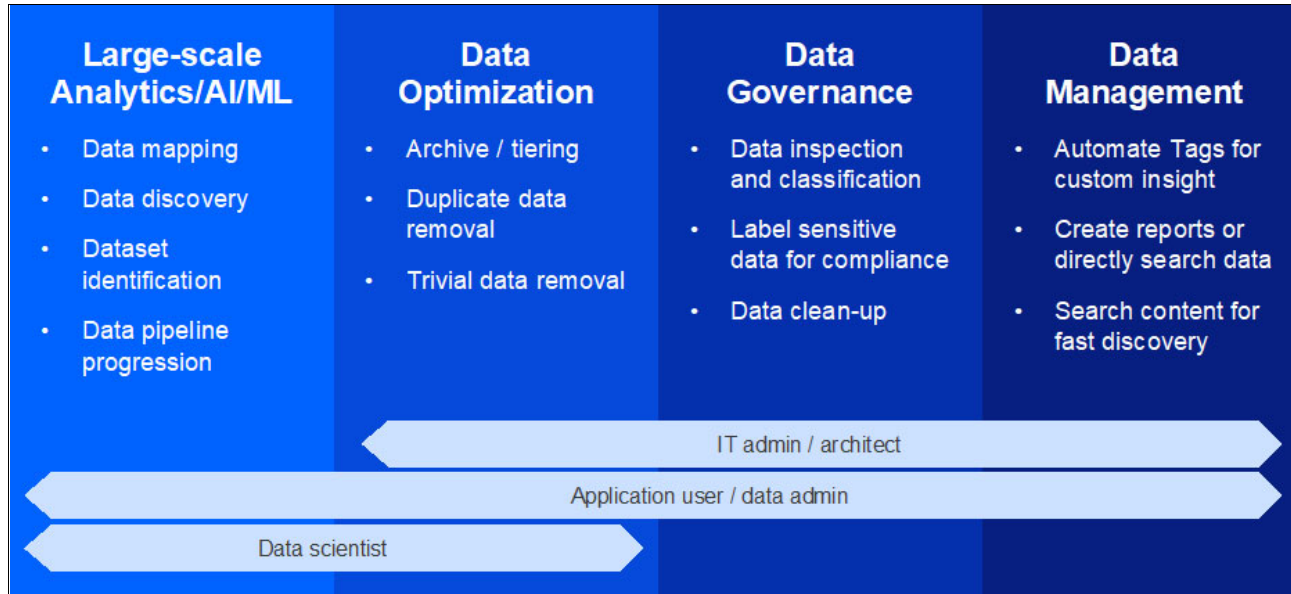 Large-scale
Analytics/AI/ML
• Data mapping
• Data discovery
• Dataset
identification
• Data pipeline
progression
Data
Optimization
• Archive / tiering
• Duplicate data
removal
• Trivial data removal
Data
Governance
• Data inspection
and classification
• Label sensitive
data for compliance
• Data clean-up
Data
Management
• Automate Tags for
custom insight
• Create reports or
directly search data
• Search content for
fast discovery
IT admin / architect
Application user / data admin
Data scientist